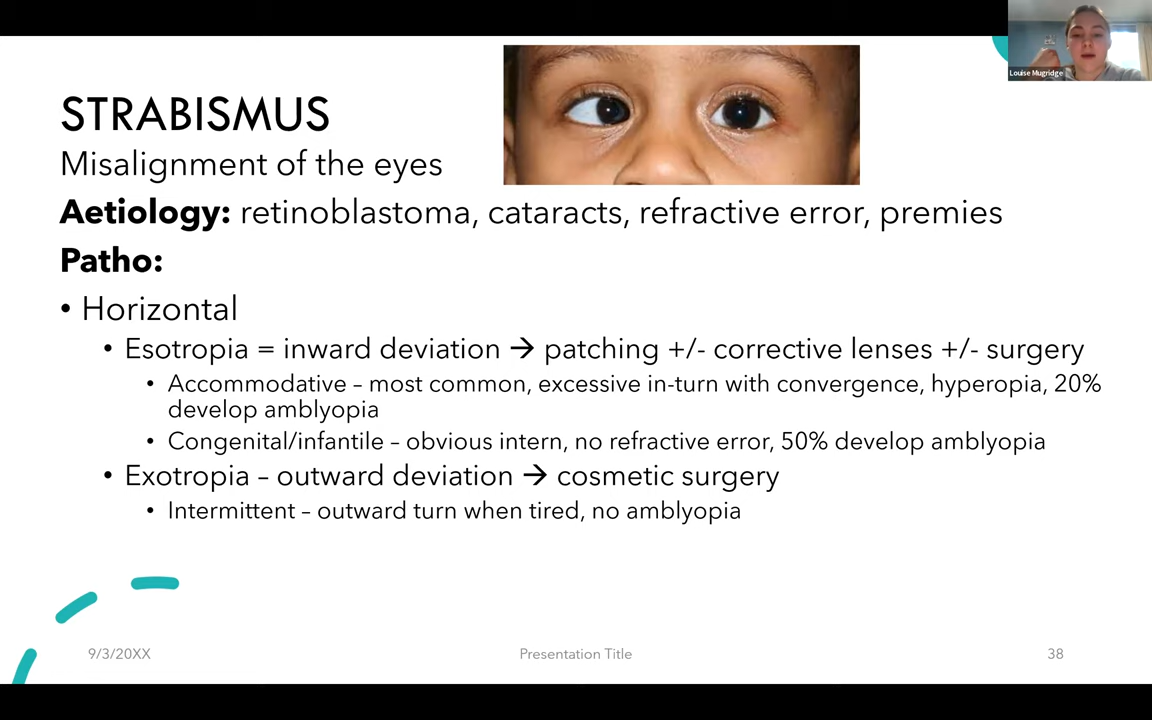 Louise Mugridge
STRABISMUS
Misalignment of the eyes
Aetiology: retinoblastoma, cataracts, refractive error, premies
Patho:
• Horizontal
• Esotropia = inward deviation → patching +/- corrective lenses +/- surgery
• Accommodative – most common, excessive in-turn with convergence, hyperopia, 20%
develop amblyopia
• Congenital/infantile – obvious intern, no refractive error, 50% develop amblyopia
• Exotropia – outward deviation → cosmetic surgery
• Intermittent – outward turn when tired, no amblyopia
9/3/20XX
Presentation Title
38